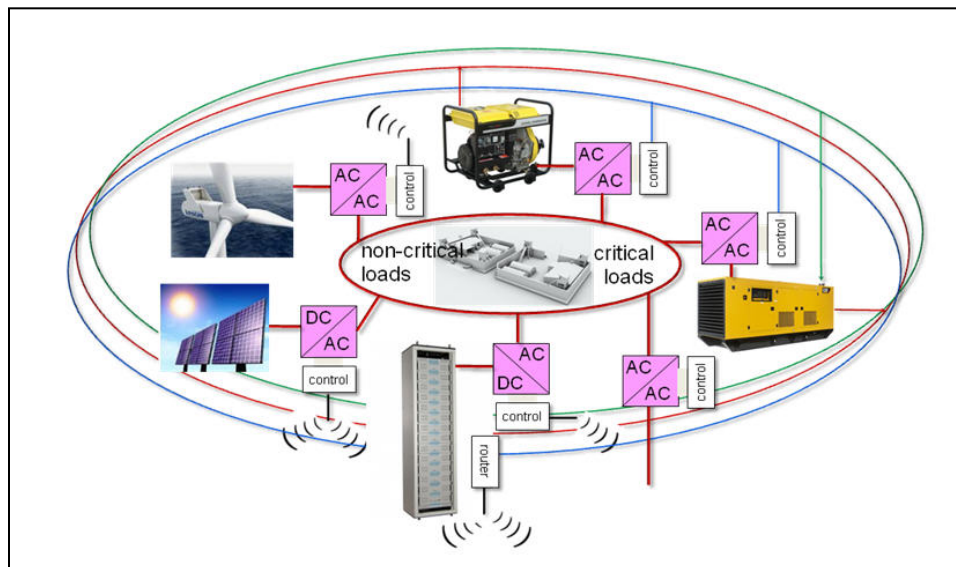 AC
AC
control
AC
AC
control
non-critical
loads
critical
loads
AC
AC
control
DC
AC
control
AC
DC
control
AC
AC
control
router